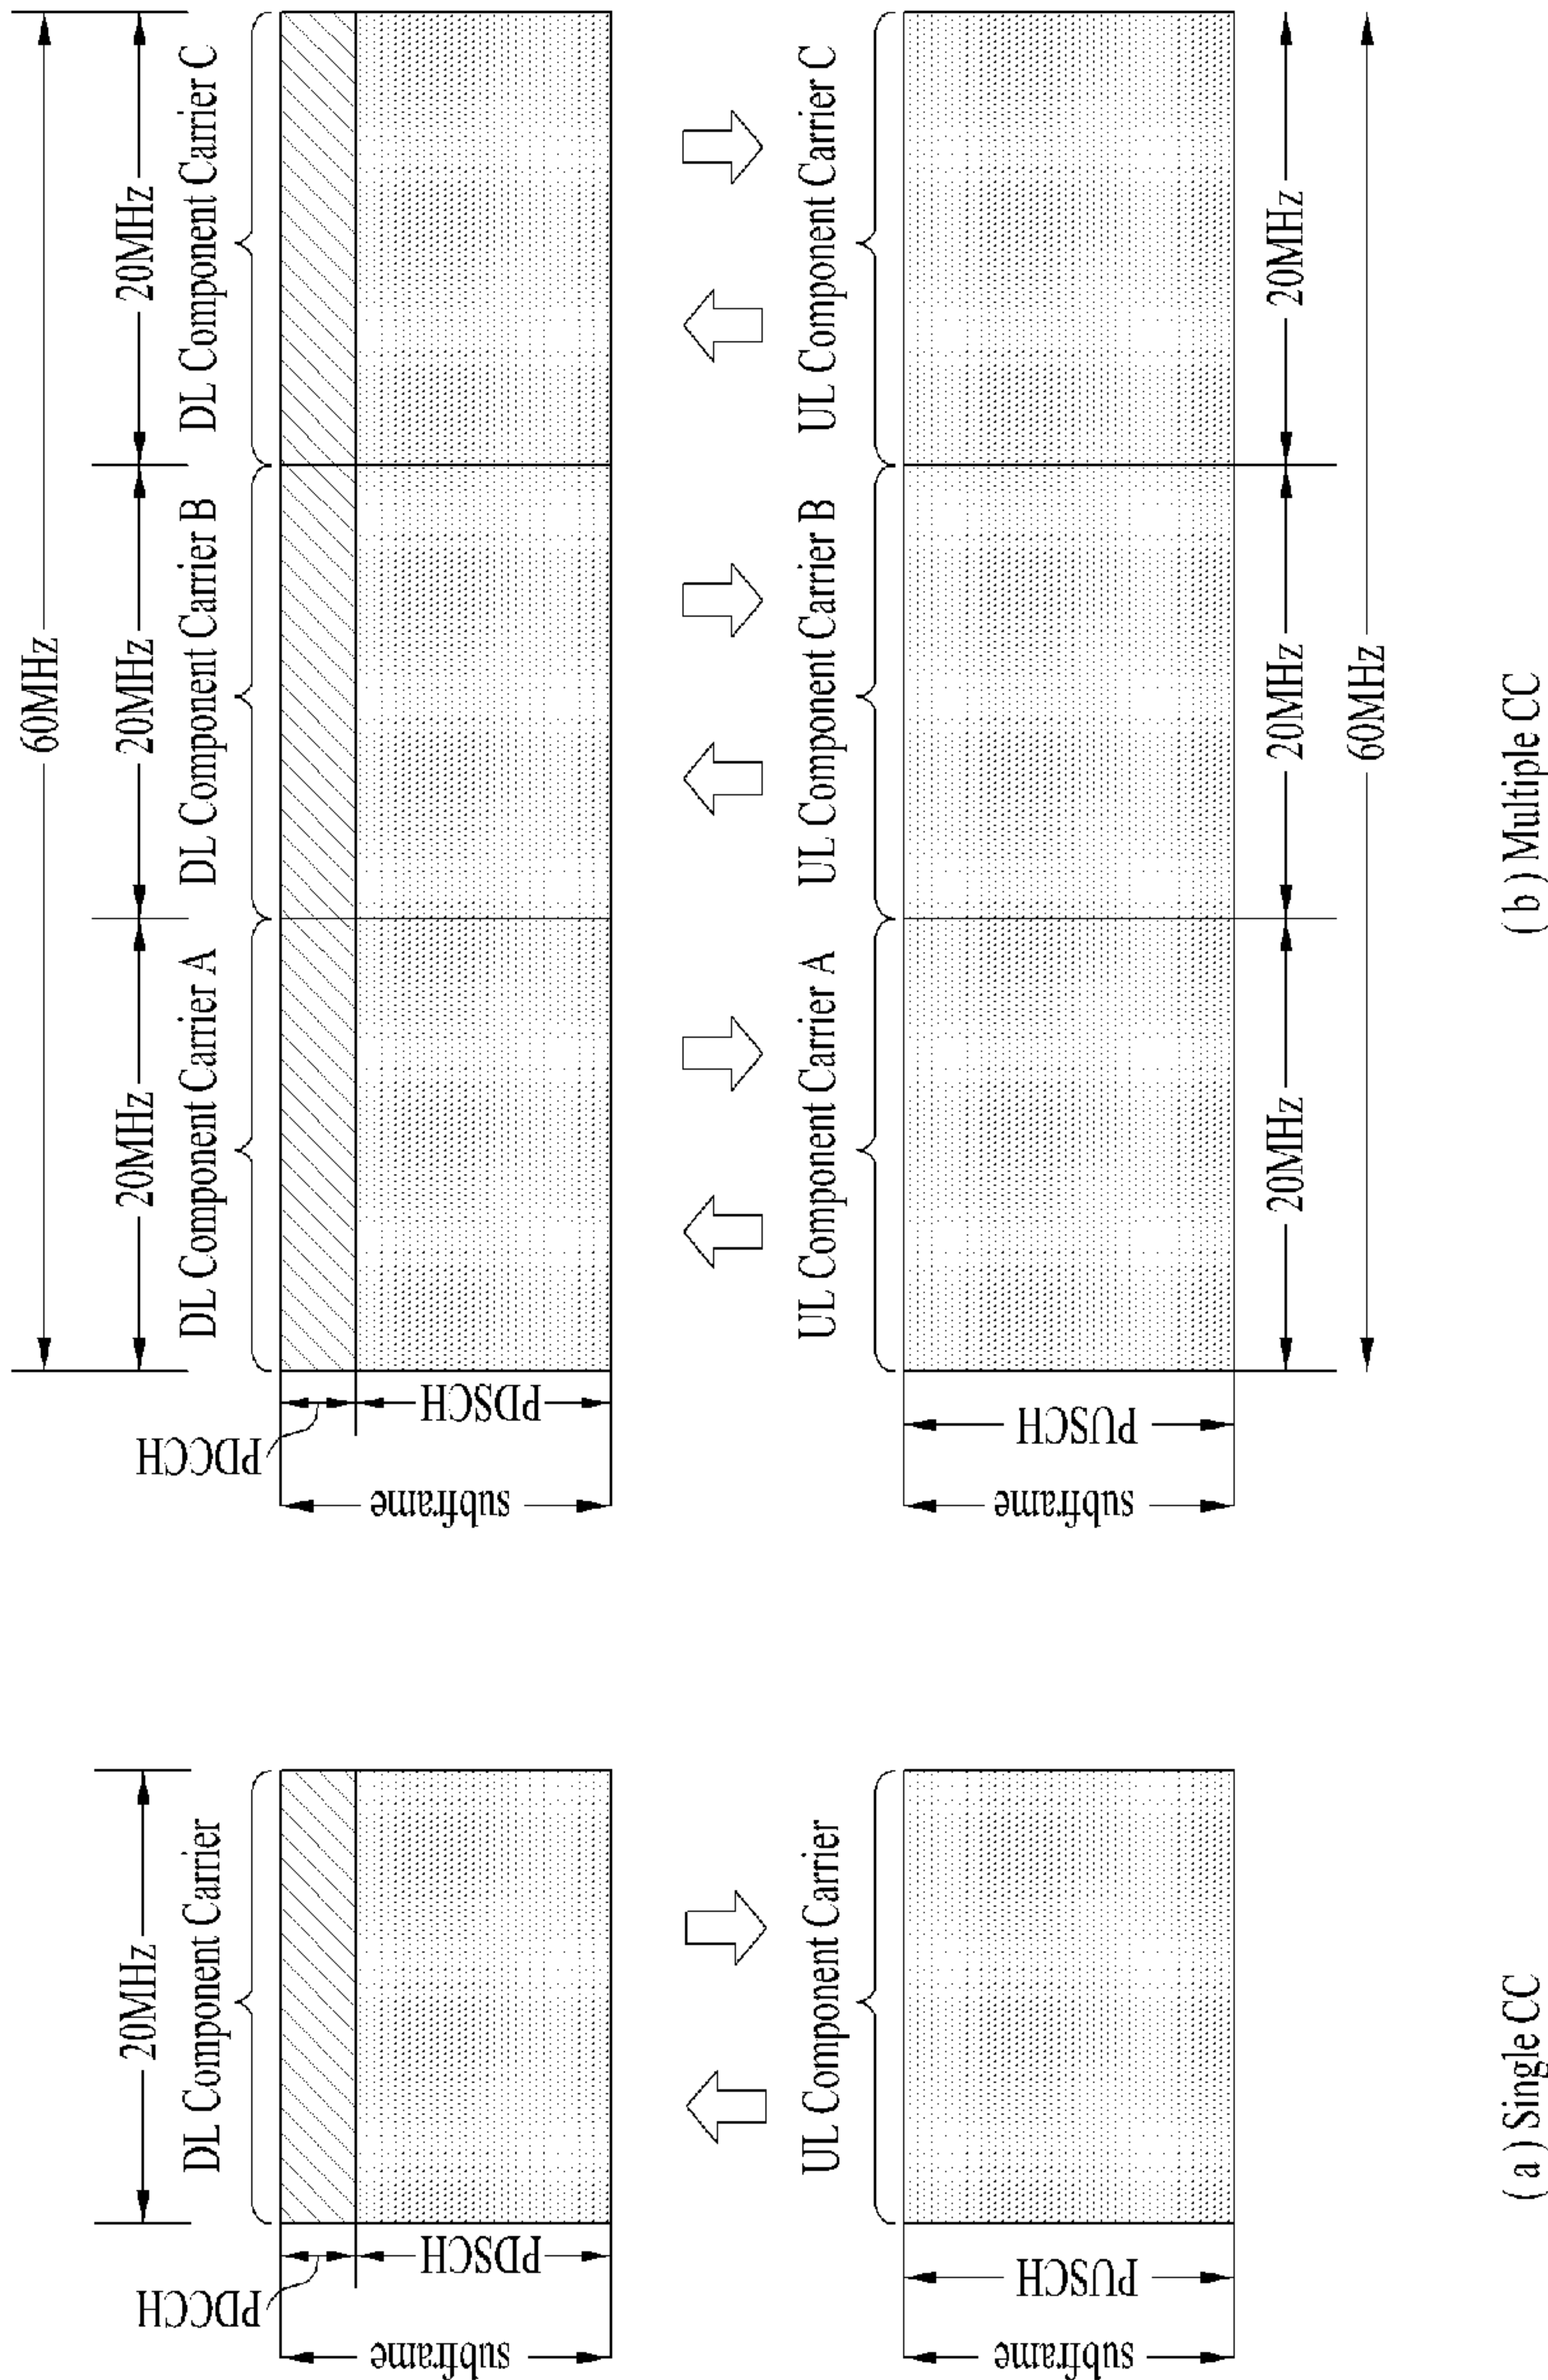 20MHz
DL Component Carrier
PDCCH
PDSCH
subframe
UL Component Carrier
PUSCH
subframe
( a ) Single CC
60MHz
20MHz
20MHz
20MHz
DL Component Carrier A
DL Component Carrier B
DL Component Carrier C
PDCCH
PDSCH
subframe
UL Component Carrier A
UL Component Carrier B
UL Component Carrier C
PUSCH
subframe
20MHz
20MHz
20MHz
60MHz
( b ) Multiple CC